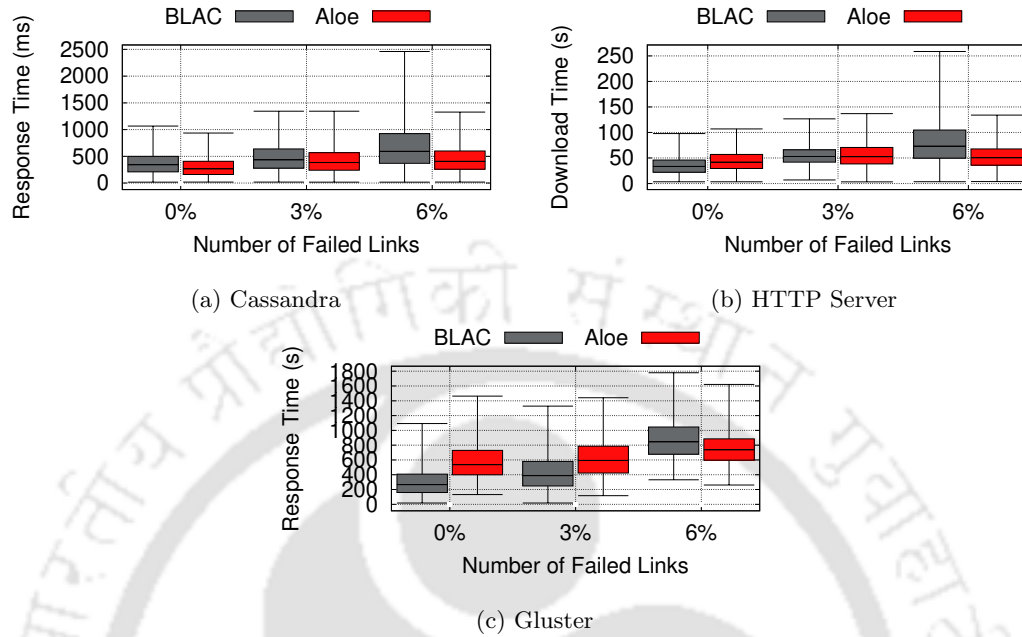 BLAC Aloe
Response Time (ms)
2500
2000
1500
1000
500
0
0% 3% 6%
Number of Failed Links
(a) Cassandra
BLAC Aloe
Download Time (s)
250
200
150
100
50
0
0% 3% 6%
Number of Failed Links
(b) HTTP Server
BLAC Aloe
Response Time (s)
1800
1600
1400
1200
1000
800
600
400
200
0
0% 3% 6%
Number of Failed Links
(c) Gluster
भारतीय प्रौद्योगिकी संस्थान गुवाहाटी